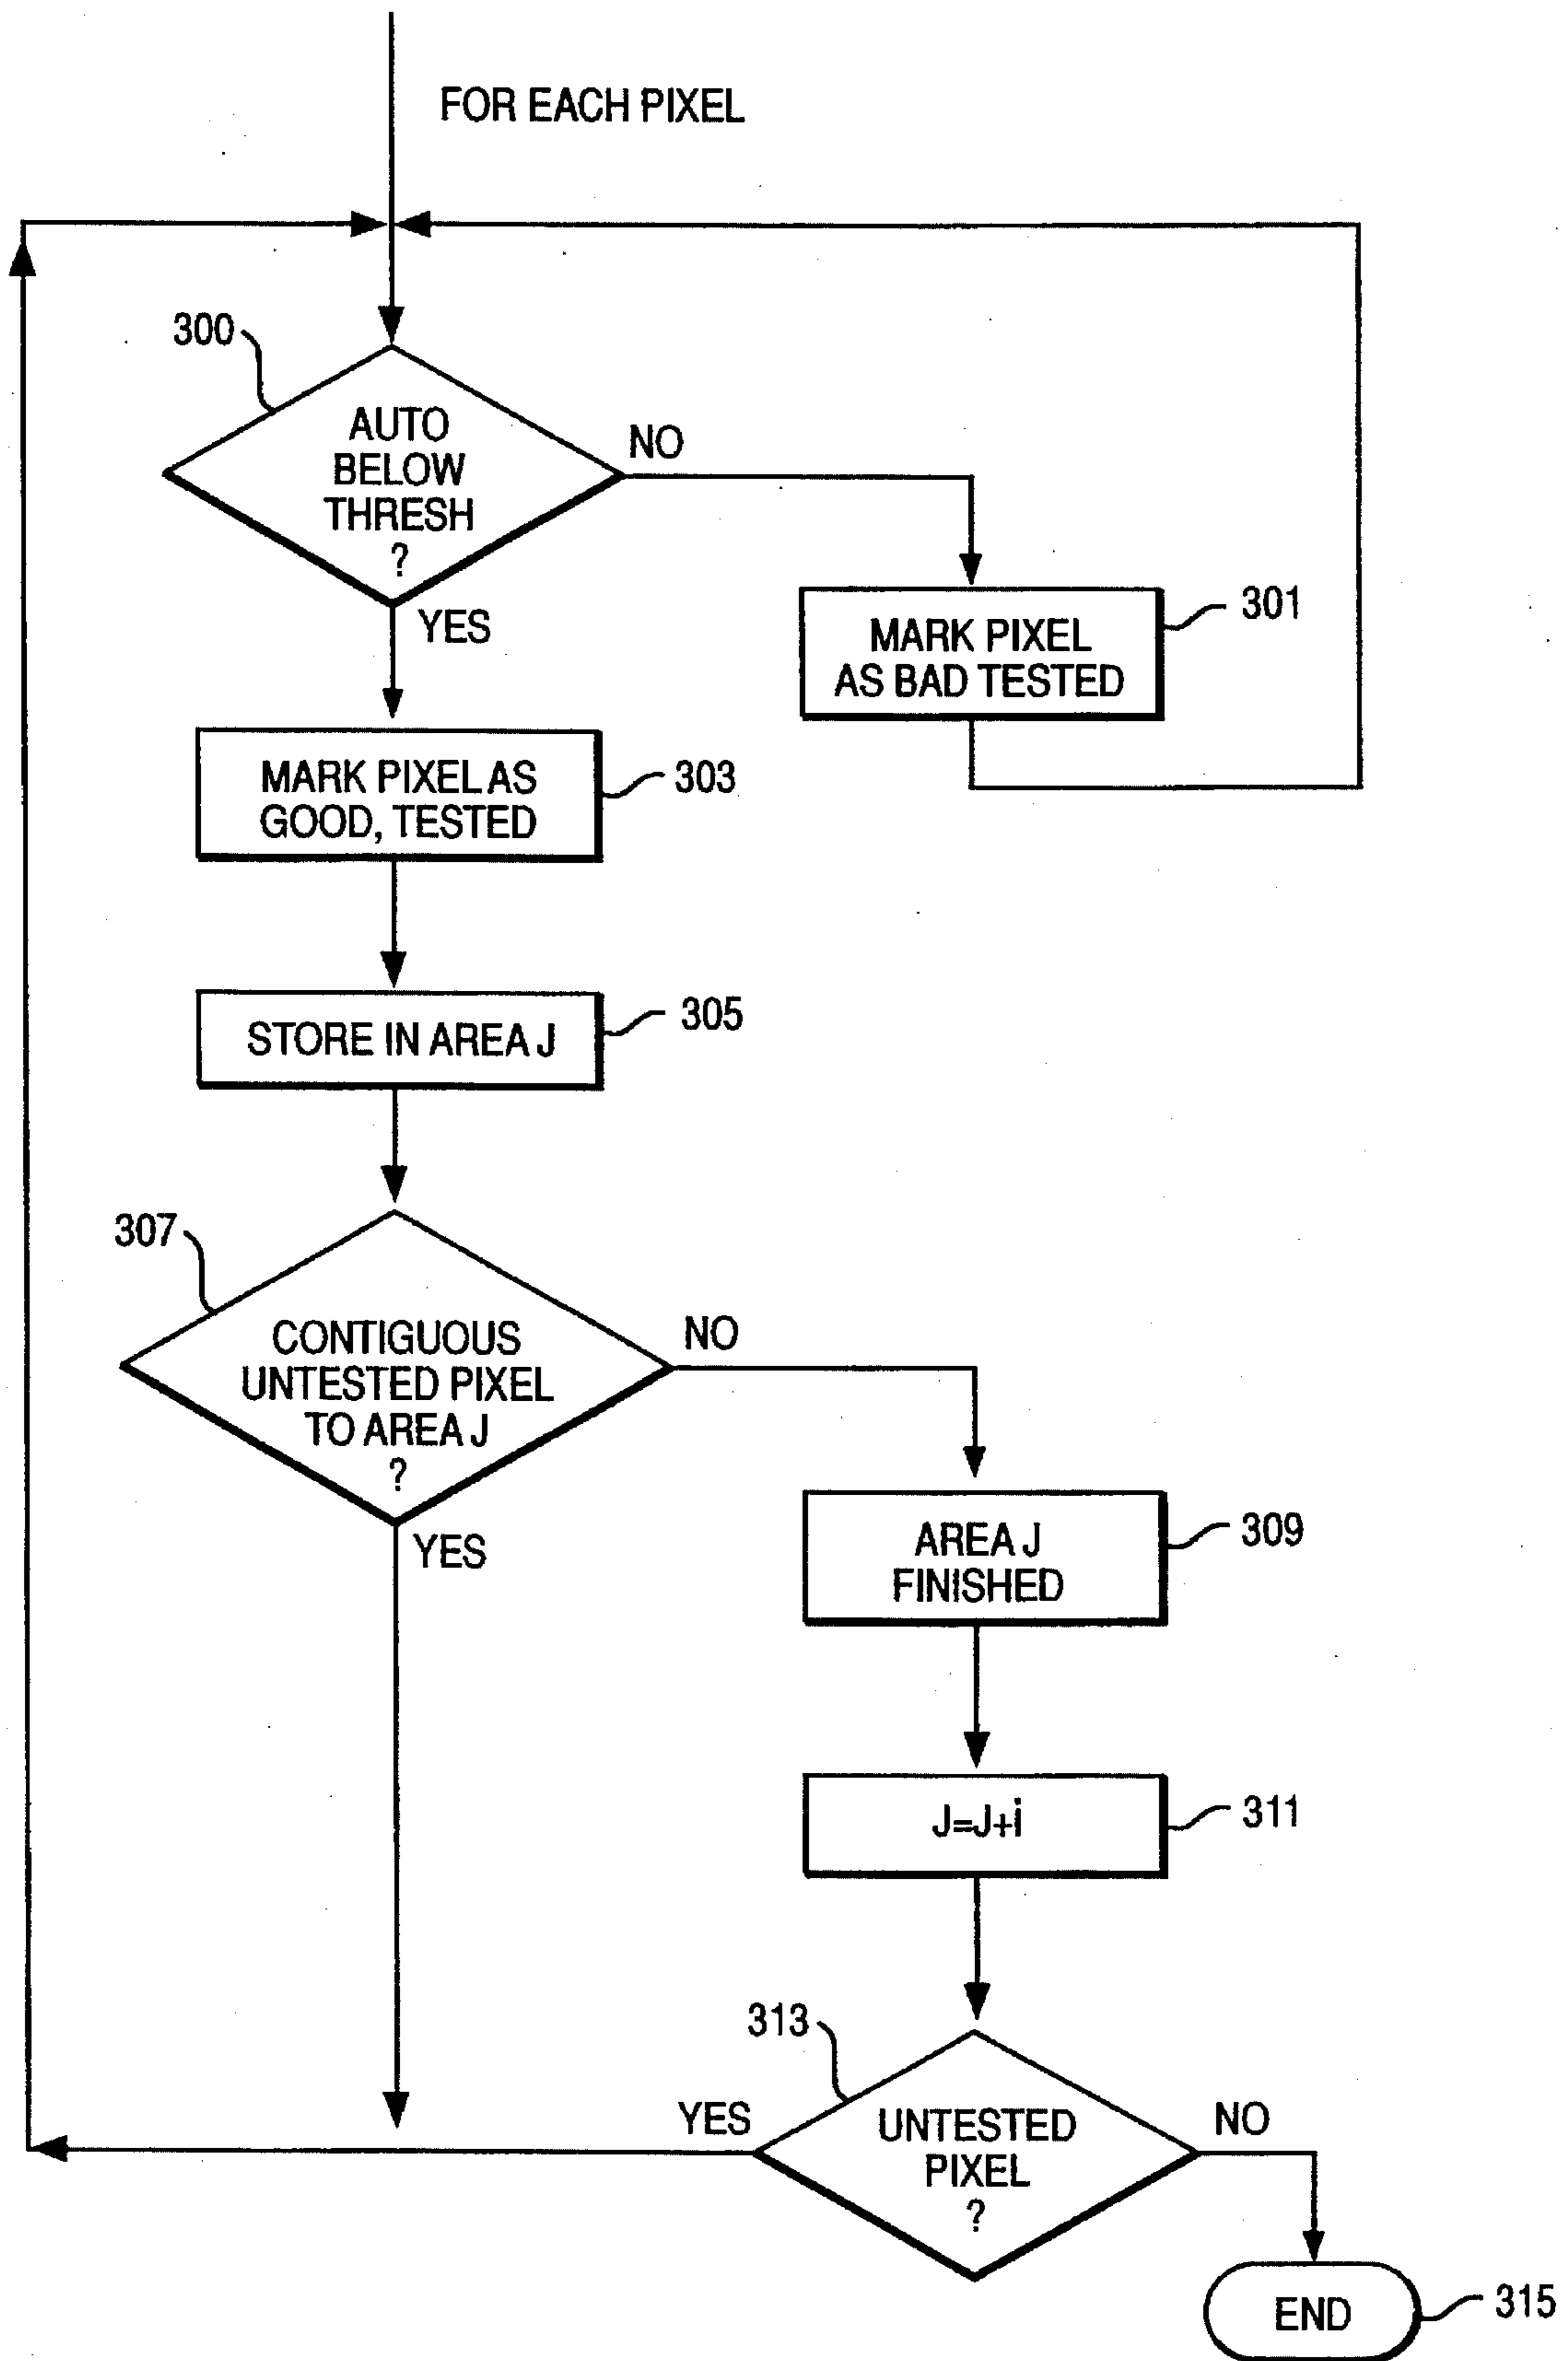 FOR EACH PIXEL
300
AUTO
BELOW
THRESH
?
NO
YES
301
MARK PIXEL
AS BAD TESTED
303
MARK PIXEL AS
GOOD, TESTED
305
STORE IN AREA J
307
CONTIGUOUS
UNTESTED PIXEL
TO AREA J
?
NO
YES
309
AREA J
FINISHED
311
J=J+i
313
UNTESTED
PIXEL
?
YES
NO
END
315